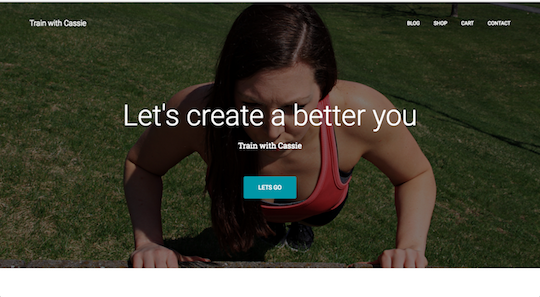 Train with Cassie
BLOG SHOP CART CONTACT
Let's create a better you
Train with Cassie
LETS GO